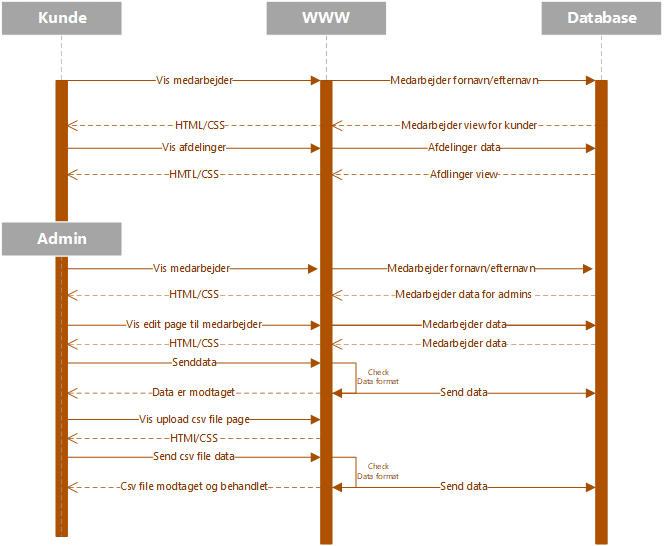 Kunde WWW Database
Vis medarbejder Medarbejder fornavn/efternavn
HTML/CSS Medarbejder view for kunder
Vis afdelinger Afdelinger data
HMTL/CSS Afdlinger view
Admin
Vis medarbejder Medarbejder fornavn/efternavn
HTML/CSS Medarbejder data for admins
Vis edit page til medarbejder Medarbejder data
HTML/CSS Medarbejder data
Senddata
Check
Data format
Data er modtaget Send data
Vis upload csv file page
HTMl/CSS
Send csv file data
Check
Data format
Csv file modtaget og behandlet Send data